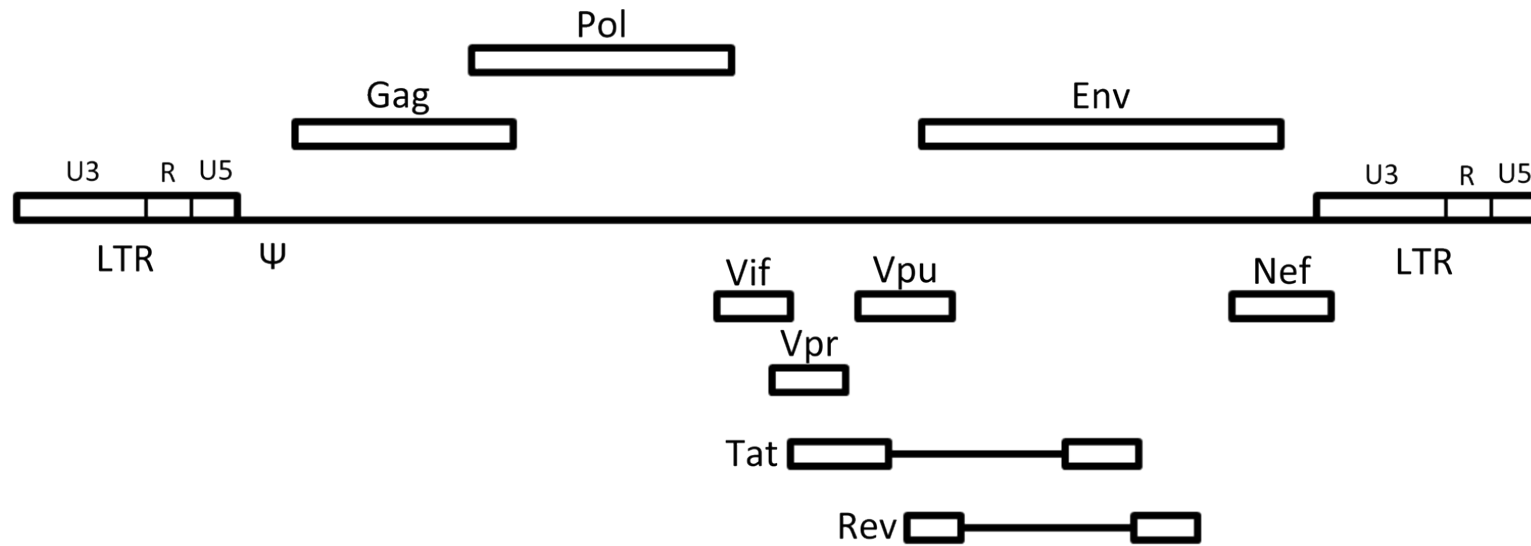 Pol
Gag
Env
U3 R U5
U3 R U5
LTR
Ψ
LTR
Vif
Vpu
Nef
Vpr
Tat
Rev